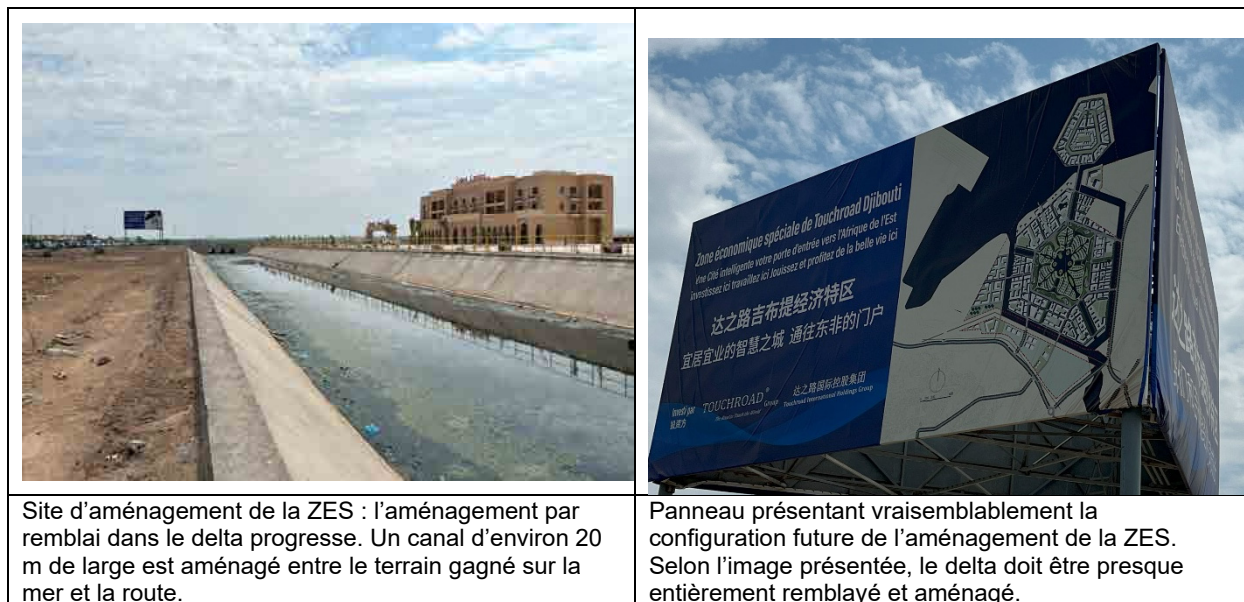 Zone économique spéciale de Touchroad Djibouti
Une Cité intelligente votre porte d'entrée vers l'Afrique de l'Est
investissez ici travaillez ici Jouissez et profitez de la belle vie ici
达之路吉布提经济特区
宜居宜业的智慧之城 通往东非的门户
Investi par
投资方
TOUCHROAD® Group
达之路国际控股集团
Touchroad International Holdings Group
Site d'aménagement de la ZES : l'aménagement par
remblai dans le delta progresse. Un canal d'environ 20
m de large est aménagé entre le terrain gagné sur la
mer et la route.
Panneau présentant vraisemblablement la
configuration future de l'aménagement de la ZES.
Selon l'image présentée, le delta doit être presque
entièrement remblayé et aménagé.